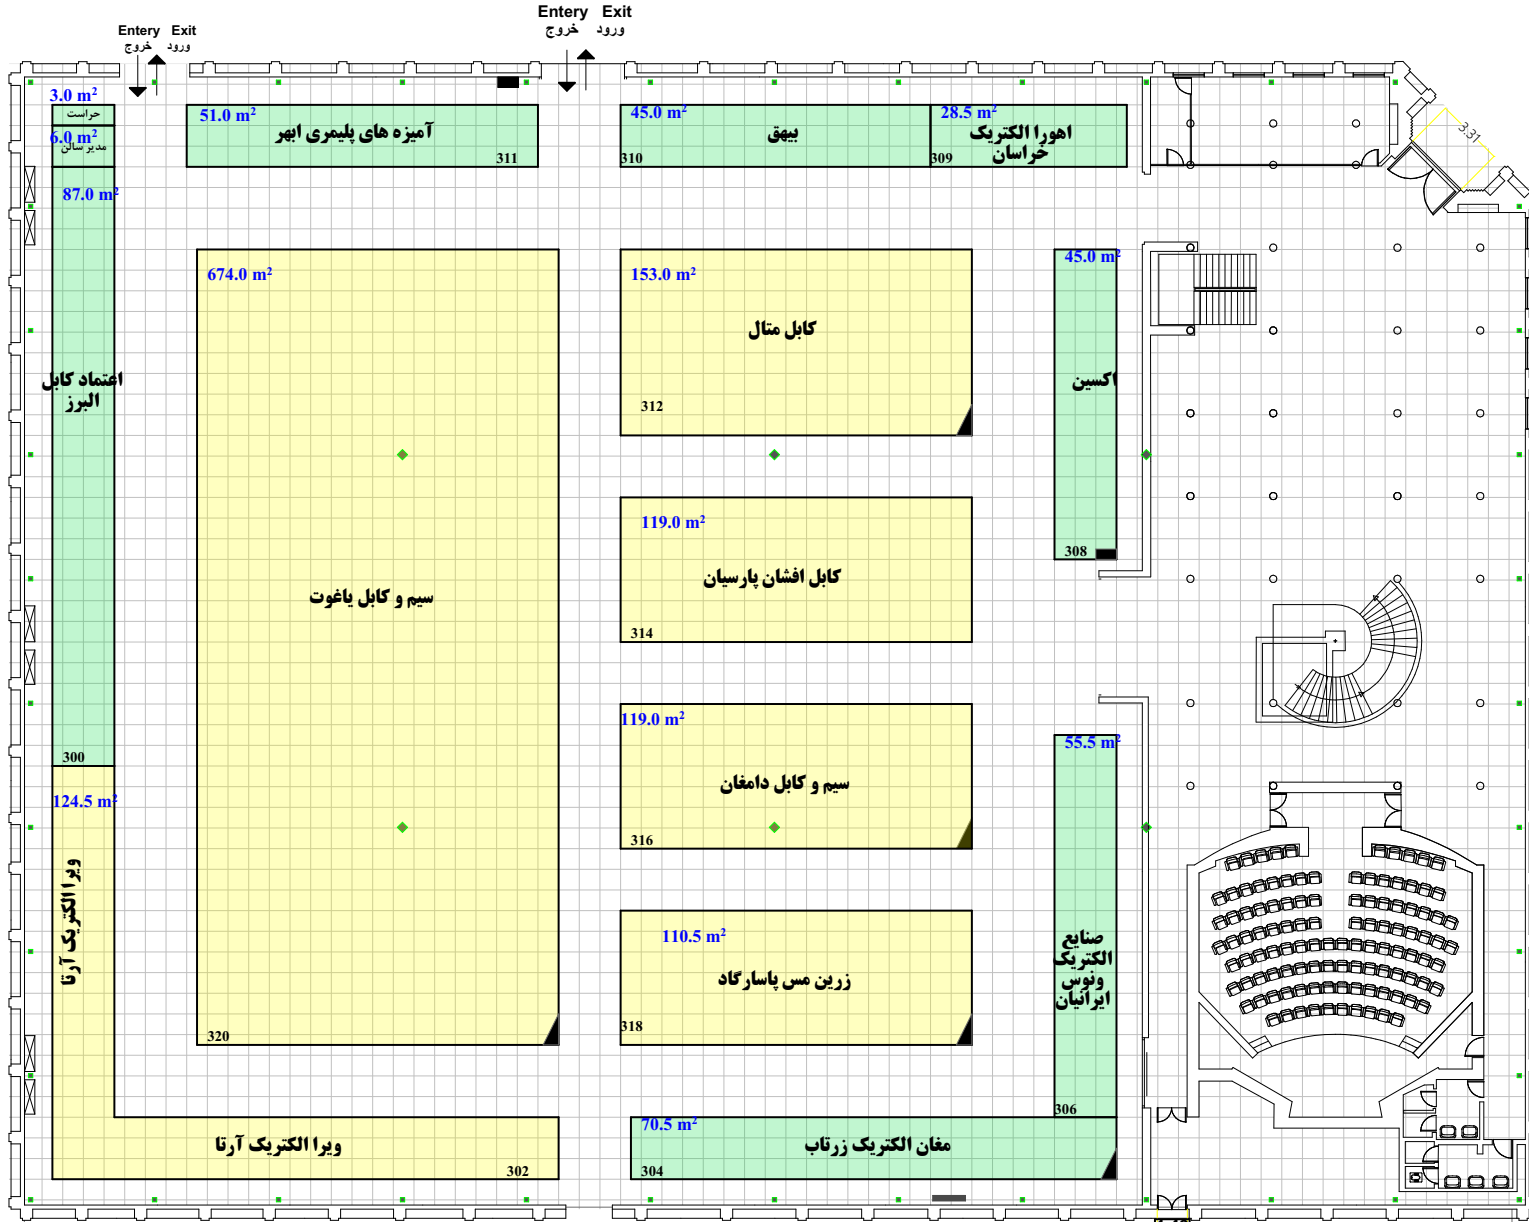 Entery Exit
خروج ورود
Entery Exit
خروج ورود
3.0 m²
حراست
6.0 m²
مدیر سالن
51.0 m²
آمیزه های پلیمری ابهر
311
45.0 m²
بیهق
310
28.5 m²
اهورا الکتریک
خراسان
309
3.31
87.0 m²
اعتماد کابل
البرز
300
674.0 m²
سیم و کابل یاغوت
320
153.0 m²
کابل متال
312
45.0 m²
اکسین
308
119.0 m²
کابل افشان پارسیان
314
119.0 m²
سیم و کابل دامغان
316
55.5 m²
صنایع
الکتریک
ونوس
ایرانیان
306
124.5 m²
ویرا الکتریک آرتا
110.5 m²
زرین مس پاسارگاد
318
ویرا الکتریک آرتا
302
70.5 m²
مغان الکتریک زرتاب
304